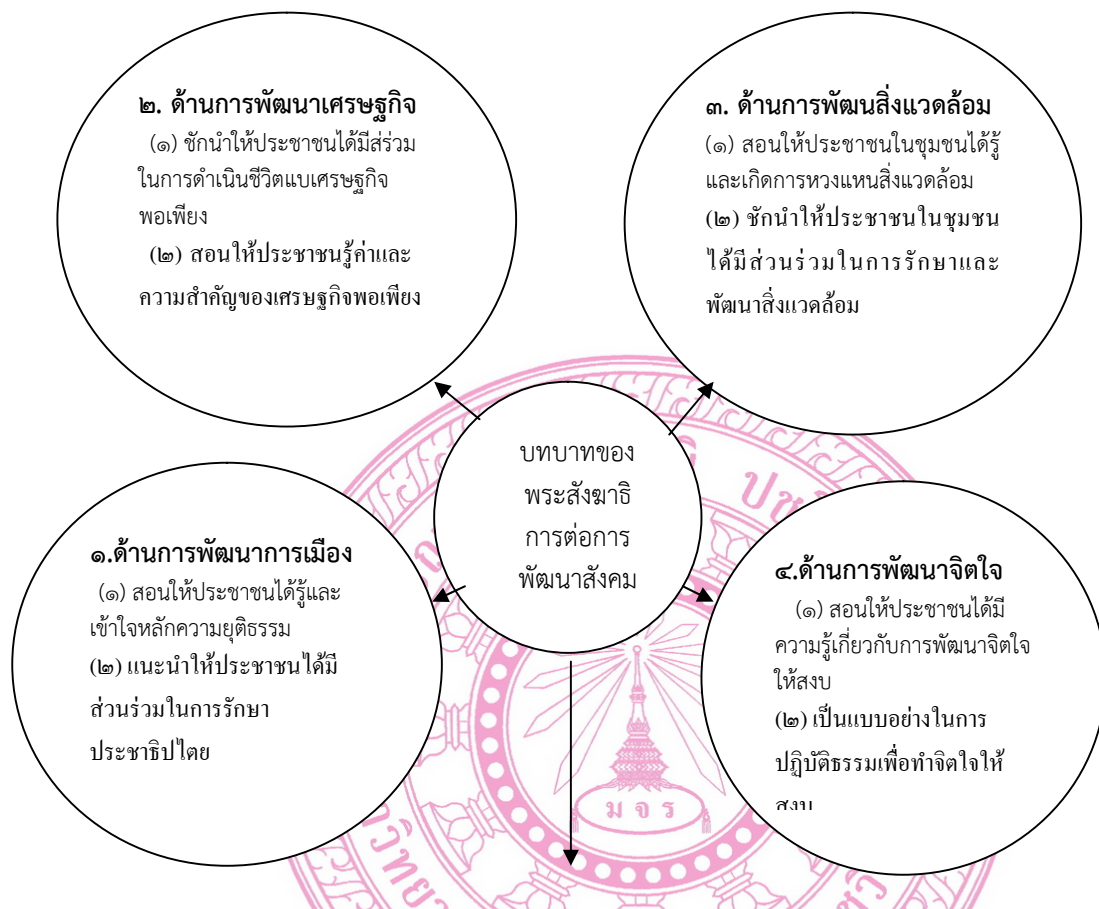 ๒. ด้านการพัฒนาเศรษฐกิจ
(๑) ชักนำให้ประชาชนได้มีส่ร่วม
ในการดำเนินชีวิตแบเศรษฐกิจ
พอเพียง
(๒) สอนให้ประชาชนรู้ค่าและ
ความสำคัญของเศรษฐกิจพอเพียง
๓. ด้านการพัฒนสิ่งแวดล้อม
(๑) สอนให้ประชาชนในชุมชนได้รู้
และเกิดการหวงแหนสิ่งแวดล้อม
(๒) ชักนำให้ประชาชนในชุมชน
ได้มีส่วนร่วมในการรักษาและ
พัฒนาสิ่งแวดล้อม
บทบาทของ
พระสังฆาธิ
การต่อการ
พัฒนาสังคม
๑.ด้านการพัฒนาการเมือง
(๑) สอนให้ประชาชนได้รู้และ
เข้าใจหลักความยุติธรรม
(๒) แนะนำให้ประชาชนได้มี
ส่วนร่วมในการรักษา
ประชาธิปไตย
๔.ด้านการพัฒนาจิตใจ
(๑) สอนให้ประชาชนได้มี
ความรู้เกี่ยวกับการพัฒนาจิตใจ
ให้สงบ
(๒) เป็นแบบอย่างในการ
ปฏิบัติธรรมเพื่อทำจิตใจให้
สงบ
ม จ ร